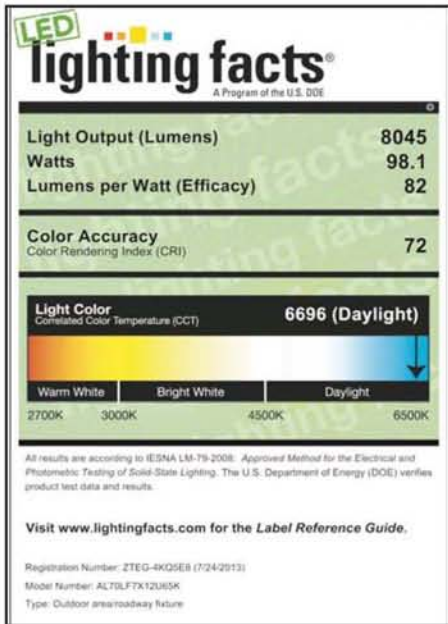 LED
lighting facts®
A Program of the U.S. DOE
Light Output (Lumens) 8045
Watts 98.1
Lumens per Watt (Efficacy) 82
Color Accuracy 72
Color Rendering Index (CRI)
Light Color 6696 (Daylight)
Correlated Color Temperature (CCT)
Warm White Bright White Daylight
2700K 3000K 4500K 6500K
All results are according to IESNA LM-79-2008: Approved Method for the Electrical and
Photometric Testing of Solid-State Lighting. The U.S. Department of Energy (DOE) verifies
product test data and results.
Visit www.lightingfacts.com for the Label Reference Guide.
Registration Number: ZTEG-4KQ5E8 (7/24/2013)
Model Number: AL70LF7X12U65K
Type: Outdoor area/roadway fixture